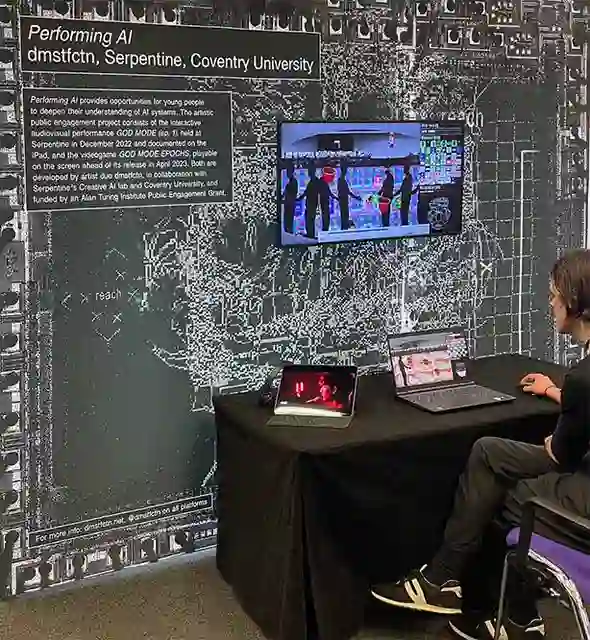 Performing AI
dmstfctn, Serpentine, Coventry University
Performing AI provides opportunities for young people
to deepen their understanding of AI systems. The artistic
public engagement project consists of the interactive
audiovisual performance GOD MODE (ep. 1) held at
Serpentine in December 2022 and documented on the
iPad, and the videogame GOD MODE EPOCHS, playable
on the screen ahead of its release in April 2023. Both are
developed by artist duo dmstfctn, in collaboration with
Serpentine's Creative AI lab and Coventry University, and
funded by an Alan Turing Institute Public Engagement Grant.
reach
For more info: dmstfctn.net, @dmstfctn on all platforms